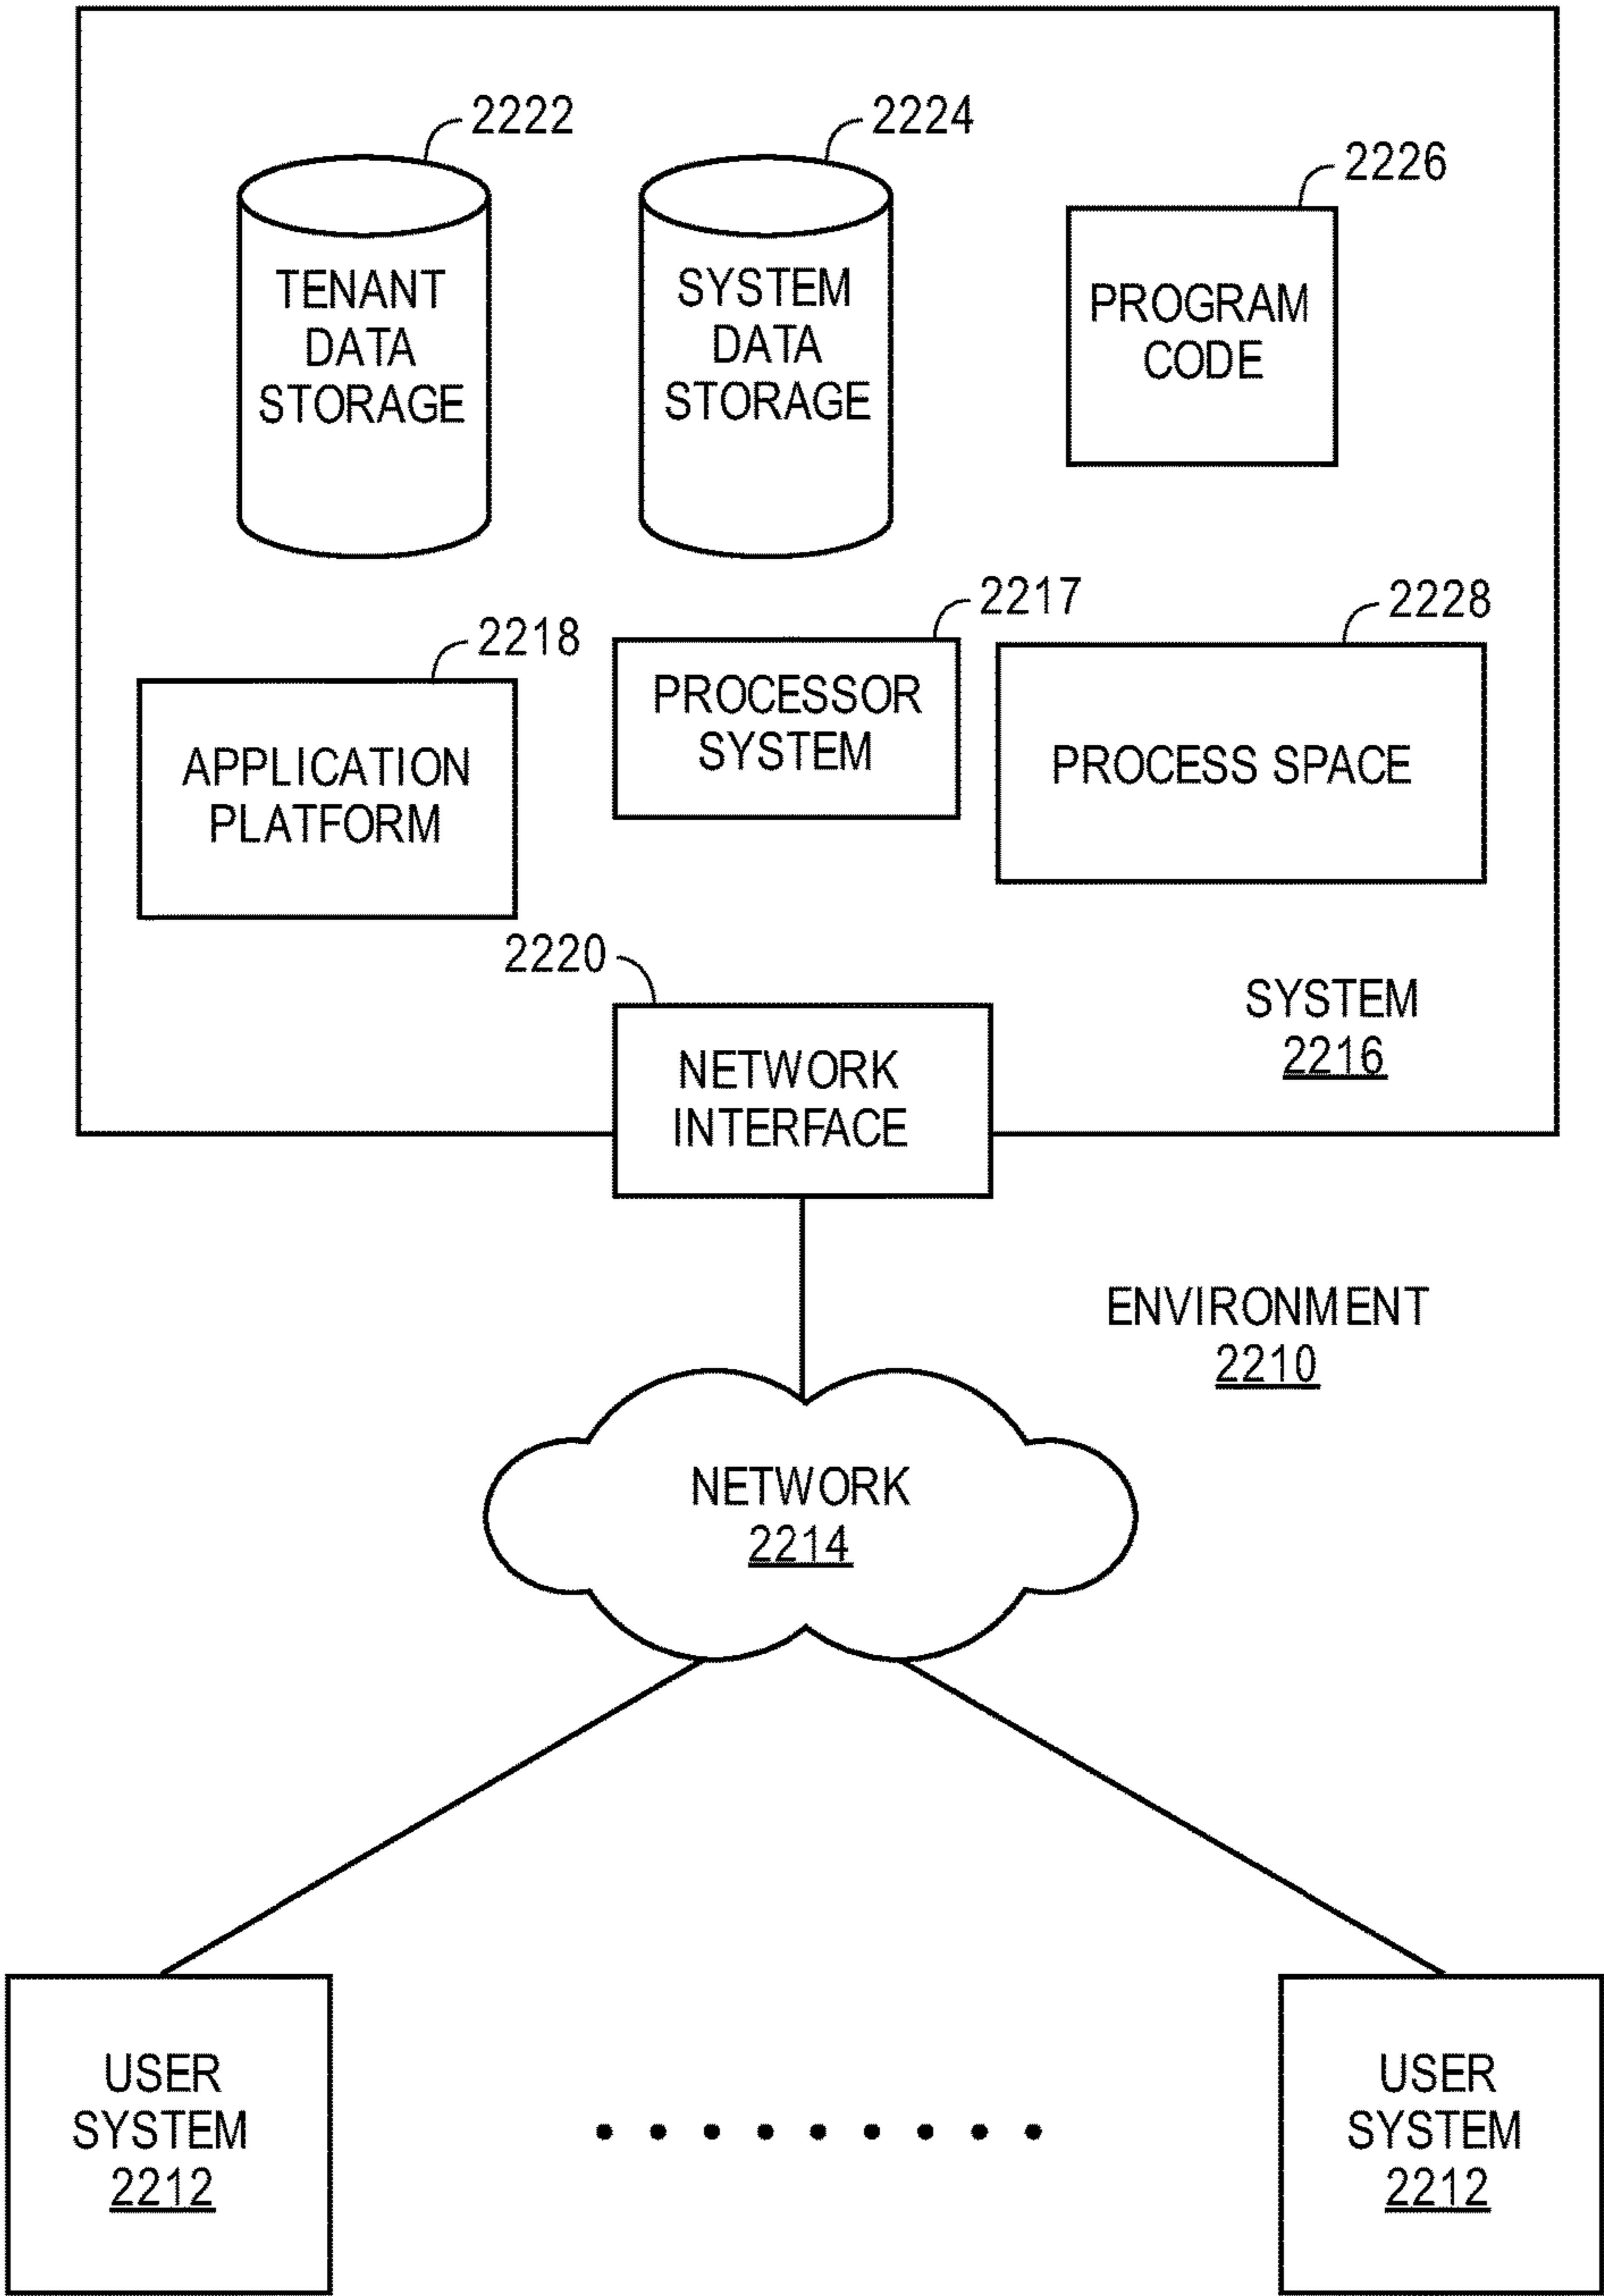 2222
2224
2226
TENANT
DATA
STORAGE
SYSTEM
DATA
STORAGE
PROGRAM
CODE
2218
2217
2228
APPLICATION
PLATFORM
PROCESSOR
SYSTEM
PROCESS SPACE
2220
NETWORK
INTERFACE
SYSTEM
2216
ENVIRONMENT
2210
NETWORK
2214
USER
SYSTEM
2212
USER
SYSTEM
2212